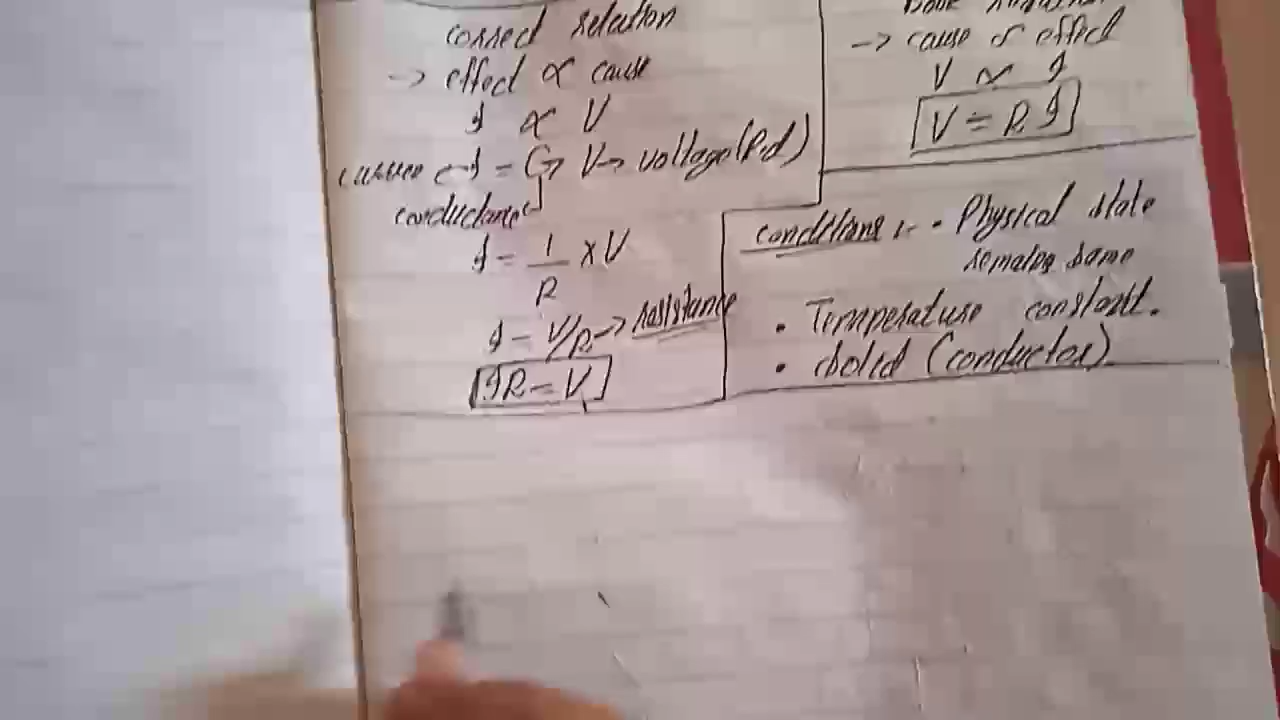 correct relation
-> effect ∝ cause
I ∝ V
current <-I = G V-> voltage(P.d)
conductance
I = 1/R × V
I = V/R -> Resistance
IR = V
-> cause ∝ effect
V ∝ I
V = R I
conditions :- • Physical state
remains same
• Temperature constant.
• solid (conductor)